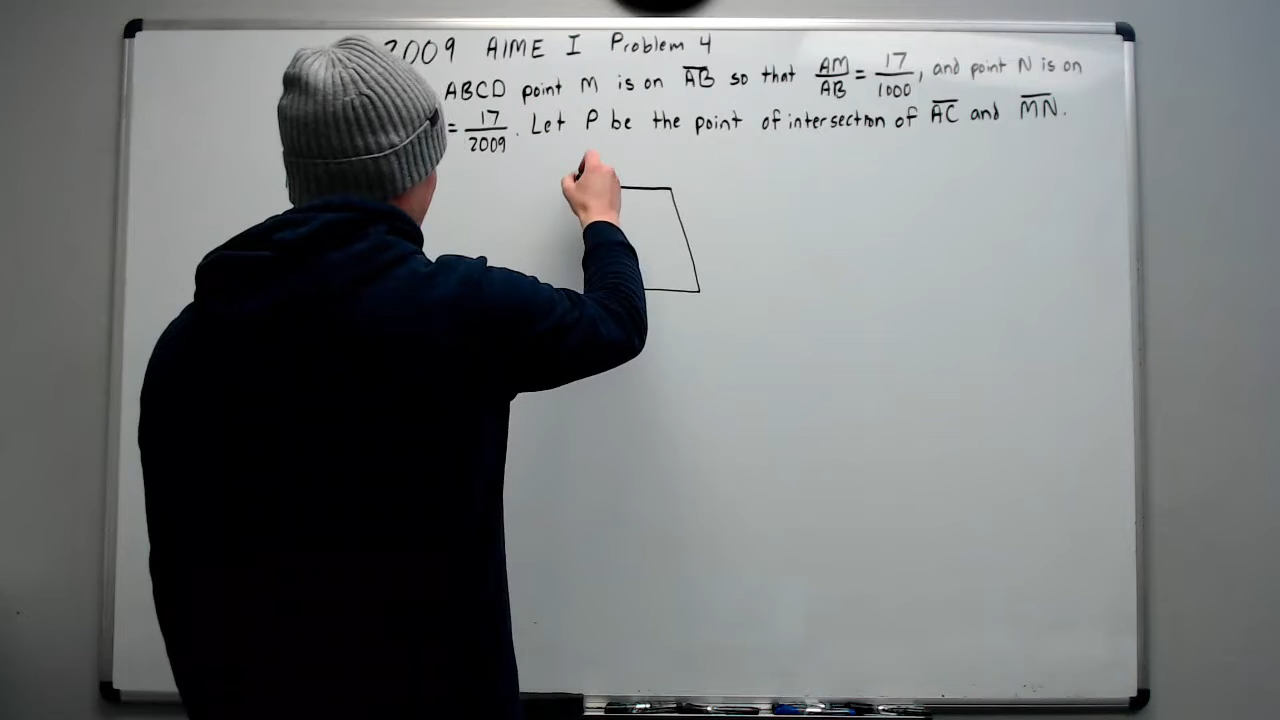 2009 AIME I Problem 4
ABCD point M is on AB so that AM/AB = 17/1000, and point N is on
= 17/2009. Let P be the point of intersection of AC and MN.